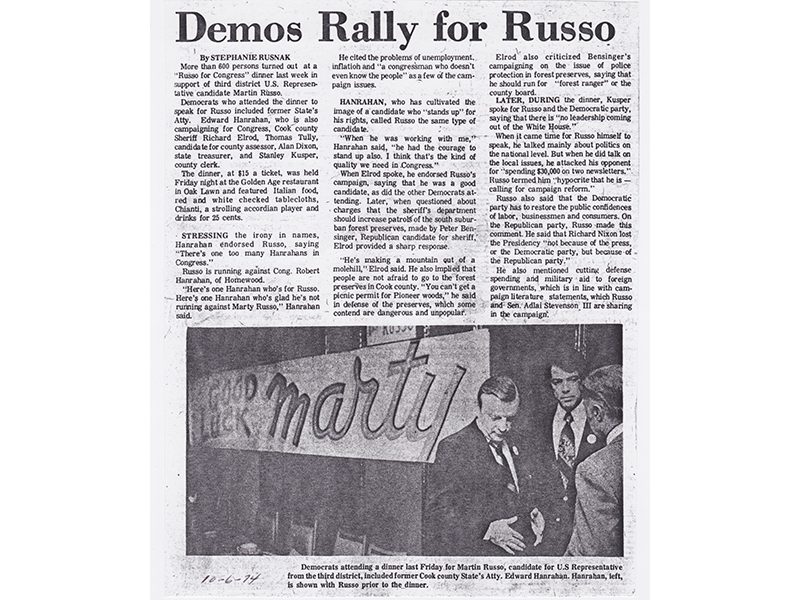 Demos Rally for Russo
By STEPHANIE RUSNAK
More than 600 persons turned out at a
"Russo for Congress" dinner last week in
support of third district U.S. Represen-
tative candidate Martin Russo.
Democrats who attended the dinner to
speak for Russo included former State's
Atty. Edward Hanrahan, who is also
campaigning for Congress, Cook county
Sheriff Richard Elrod, Thomas Tully,
candidate for county assessor, Alan Dixon,
state treasurer, and Stanley Kusper,
county clerk.
The dinner, at $15 a ticket, was held
Friday night at the Golden Age restaurant
in Oak Lawn and featured Italian food,
red and white checked tablecloths,
Chianti, a strolling accordian player and
drinks for 25 cents.
STRESSING the irony in names,
Hanrahan endorsed Russo, saying
"There's one too many Hanrahans in
Congress."
Russo is running against Cong. Robert
Hanrahan, of Homewood.
"Here's one Hanrahan who's for Russo.
Here's one Hanrahan who's glad he's not
running against Marty Russo," Hanrahan
said.
He cited the problems of unemployment,
inflation and "a congressman who doesn't
even know the people" as a few of the cam-
paign issues.
HANRAHAN, who has cultivated the
image of a candidate who "stands up" for
his rights, called Russo the same type of
candidate.
"When he was working with me,"
Hanrahan said, "he had the courage to
stand up also. I think that's the kind of
quality we need in Congress."
When Elrod spoke, he endorsed Russo's
campaign, saying that he was a good
candidate, as did the other Democrats at-
tending. Later, when questioned about
charges that the sheriff's department
should increase patrols of the south subur-
ban forest preserves, made by Peter Ben-
singer, Republican candidate for sheriff,
Elrod provided a sharp reponse.
"He's making a mountain out of a
molehill," Elrod said. He also implied that
people are not afraid to go to the forest
preserves in Cook county. "You can't get a
picnic permit for Pioneer woods," he said
in defense of the preserves, which some
contend are dangerous and unpopular.
Elrod also criticized Bensinger's
campaigning on the issue of police
protection in forest preserves, saying that
he should run for "forest ranger" or the
county board.
LATER, DURING the dinner, Kusper
spoke for Russo and the Democratic party,
saying that there is "no leadership coming
out of the White House."
When it came time for Russo himself to
speak, he talked mainly about politics on
the national level. But when he did talk on
the local issues, he attacked his opponent
for "spending $30,000 on two newsletters."
Russo termed him "hyporite that he is —
calling for campaign reform."
Russo also said that the Democratic
party has to restore the public confidences
of labor, businessmen and consumers. On
the Republican party, Russo made this
comment. He said that Richard Nixon lost
the Presidency "not because of the press,
or the Democratic party, but because of
the Republican party."
He also mentioned cutting defense
spending and military aid to foreign
governments, which is in line with cam-
paign literature statements, which Russo
and Sen. Adlai Stevenson III are sharing
in the campaign.
RUSSO
GOOD
LUCK
marty
Democrats attending a dinner last Friday for Martin Russo, candidate for U.S Representative
from the third district, included former Cook county State's Atty. Edward Hanrahan. Hanrahan, left,
is shown with Russo prior to the dinner.
10-6-74